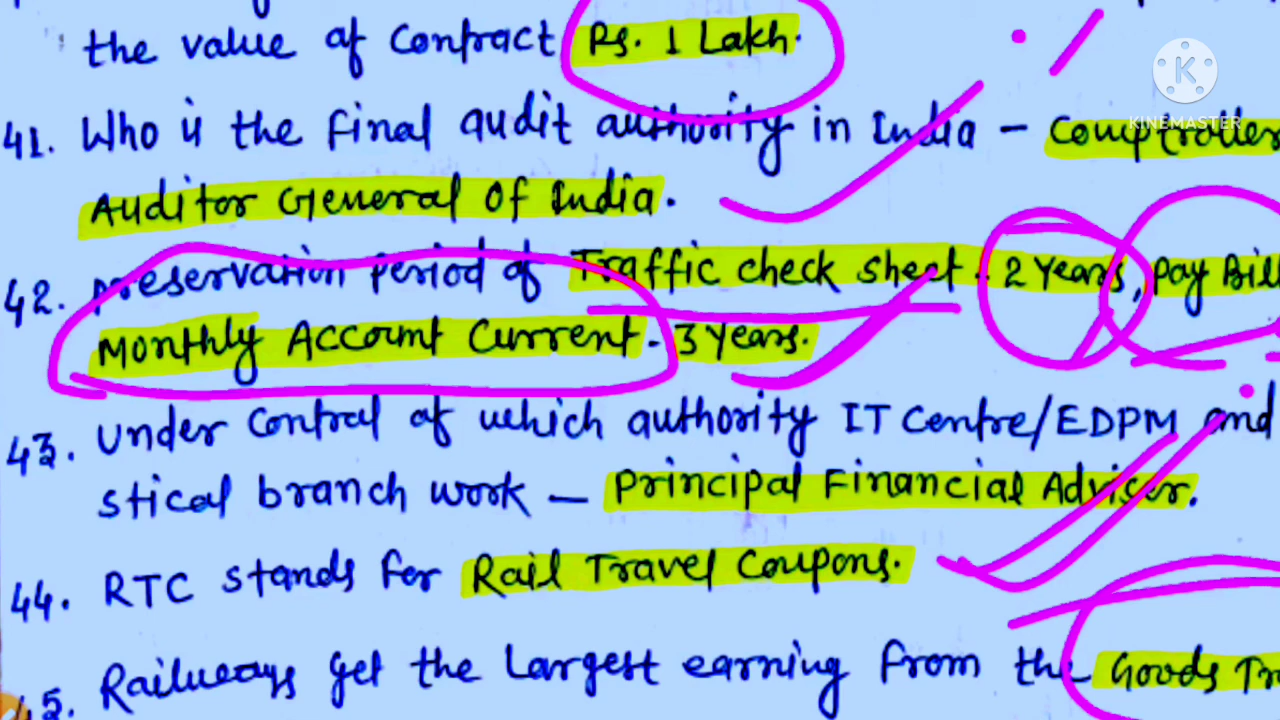 the value of Contract Rs. 1 Lakh.
41. Who is the final audit authority in India - Comptroller
Auditor General Of India.
42. preservation period of Traffic check sheet - 2 Years, Pay Bill
Monthly Account Current - 3 Years.
43. Under Control of which authority IT Centre/EDPM and
stical branch work - Principal Financial Adviser.
44. RTC stands for Rail Travel Coupons.
45. Railways get the Largest earning from the Goods Tr
KINEMASTER